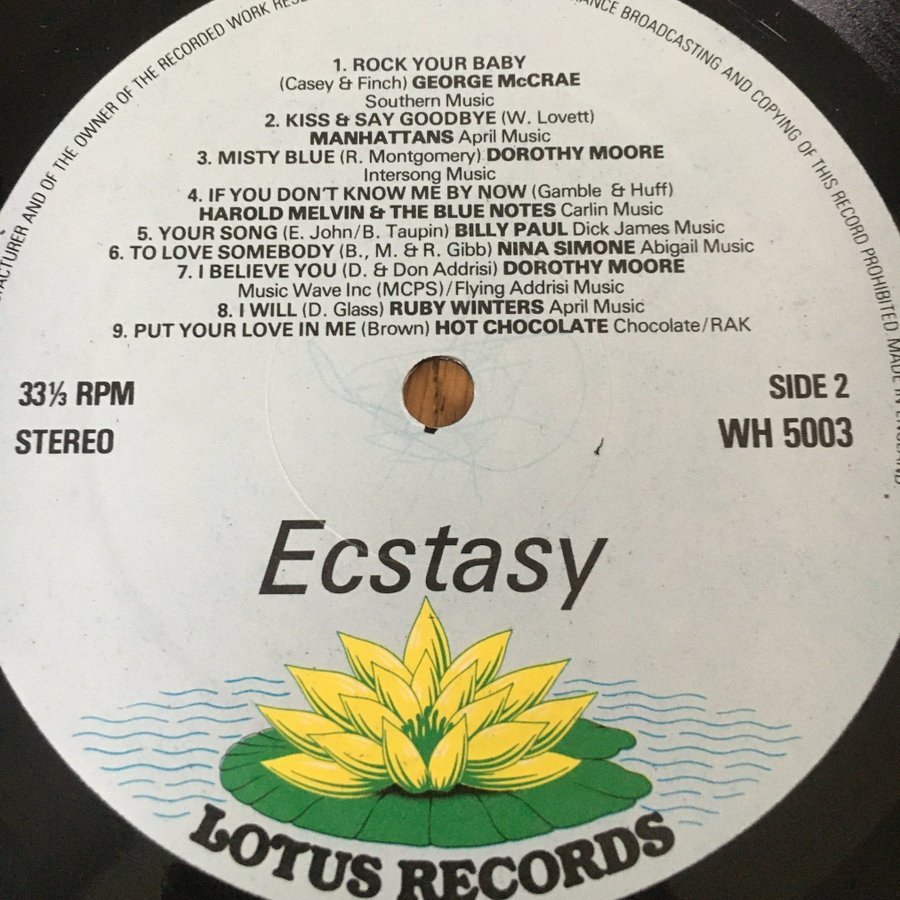 FACTURER AND OF THE OWNER OF THE RECORDED WORK RESE
ANCE BROADCASTING AND COPYING OF THIS RECORD PROHIBITED MADE IN ENGLAND.
1. ROCK YOUR BABY
(Casey & Finch) GEORGE McCRAE
Southern Music
2. KISS & SAY GOODBYE (W. Lovett)
MANHATTANS April Music
3. MISTY BLUE (R. Montgomery) DOROTHY MOORE
Intersong Music
4. IF YOU DON'T KNOW ME BY NOW (Gamble & Huff)
HAROLD MELVIN & THE BLUE NOTES Carlin Music
5. YOUR SONG (E. John/B. Taupin) BILLY PAUL Dick James Music
6. TO LOVE SOMEBODY (B., M. & R. Gibb) NINA SIMONE Abigail Music
7. I BELIEVE YOU (D. & Don Addrisi) DOROTHY MOORE
Music Wave Inc (MCPS)/Flying Addrisi Music
8. I WILL (D. Glass) RUBY WINTERS April Music
9. PUT YOUR LOVE IN ME (Brown) HOT CHOCOLATE Chocolate/RAK
33⅓ RPM
STEREO
SIDE 2
WH 5003
Ecstasy
LOTUS RECORDS